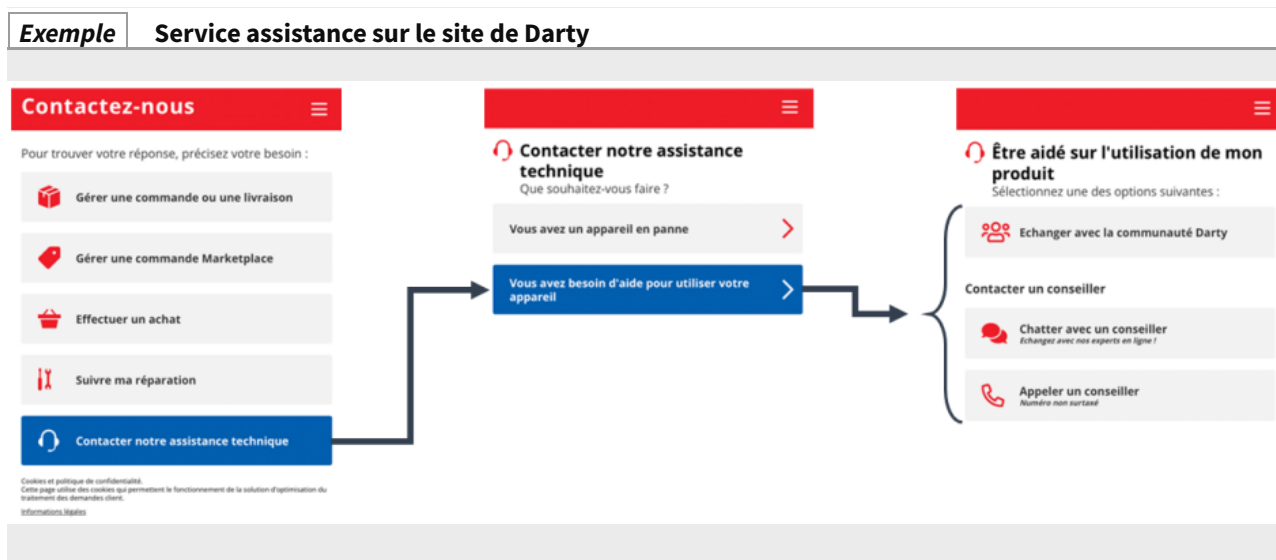 Exemple Service assistance sur le site de Darty
Contactez-nous
Pour trouver votre réponse, précisez votre besoin :
Gérer une commande ou une livraison
Gérer une commande Marketplace
Effectuer un achat
Suivre ma réparation
Contacter notre assistance technique
Cookies et politique de confidentialité.
Cette page utilise des cookies qui permettent le fonctionnement de la solution d'optimisation du
traitement des demandes client.
Informations légales
Contacter notre assistance
technique
Que souhaitez-vous faire ?
Vous avez un appareil en panne
Vous avez besoin d'aide pour utiliser votre
appareil
Être aidé sur l'utilisation de mon
produit
Sélectionnez une des options suivantes :
Echanger avec la communauté Darty
Contacter un conseiller
Chatter avec un conseiller
Echangez avec nos experts en ligne !
Appeler un conseiller
Numéro non surtaxé